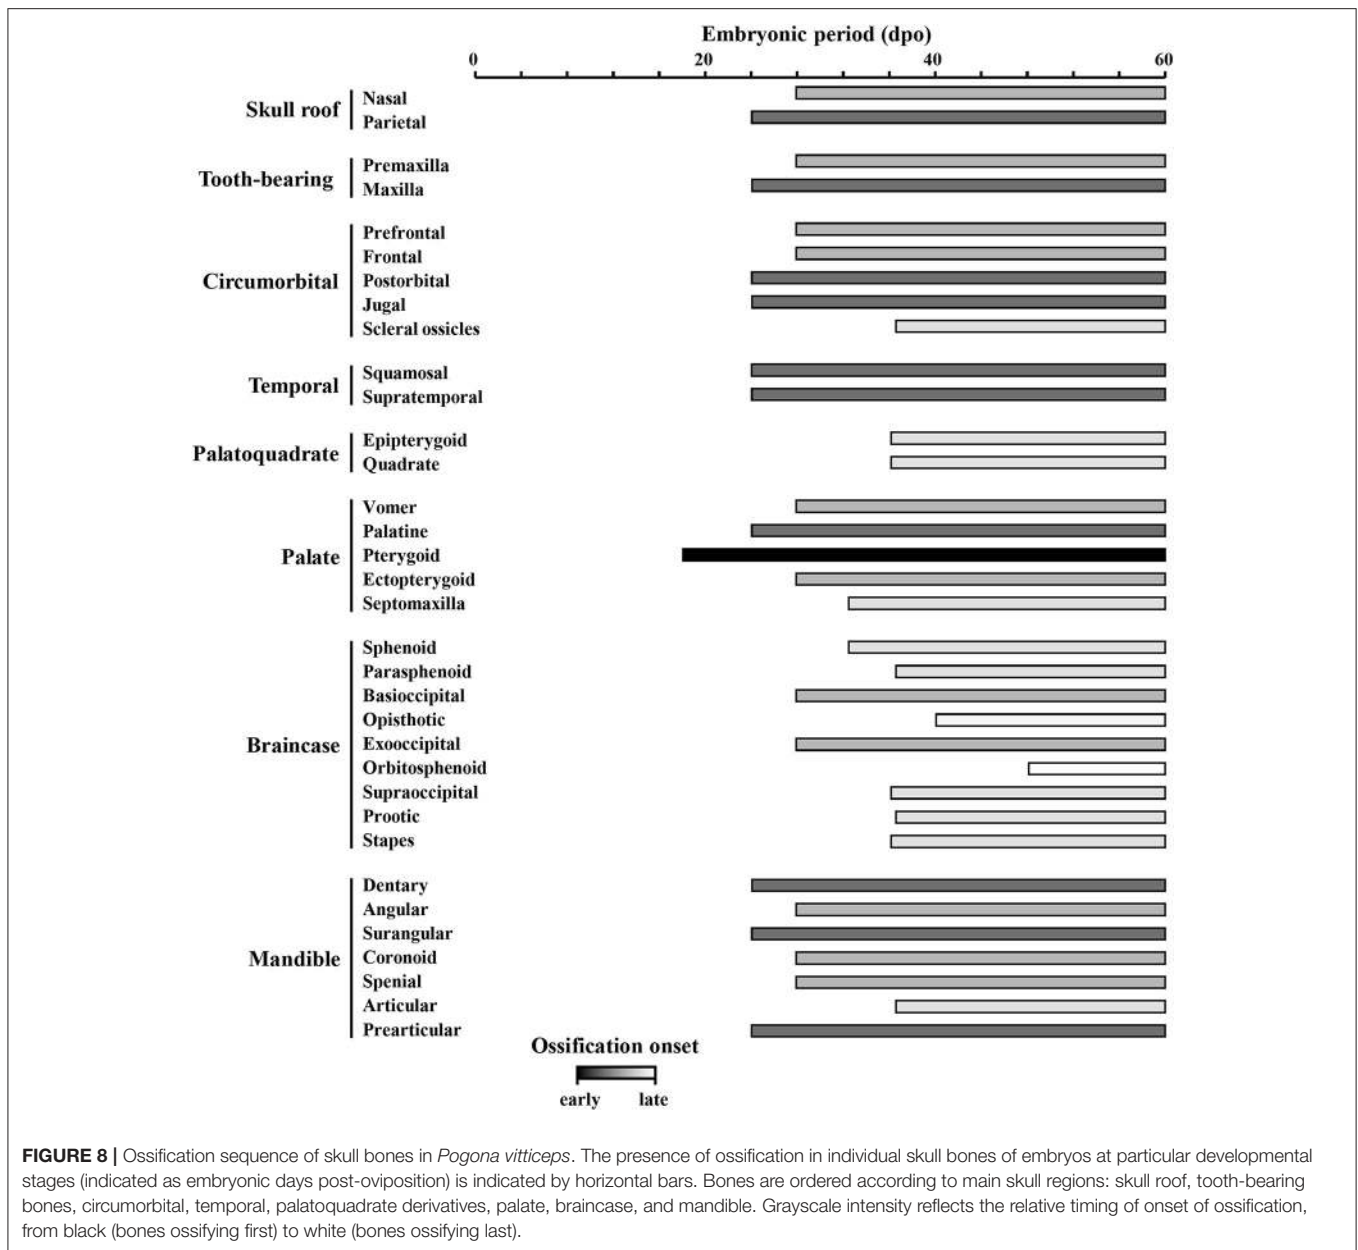 Embryonic period (dpo)
0 20 40 60
Skull roof
Nasal
Parietal
Tooth-bearing
Premaxilla
Maxilla
Circumorbital
Prefrontal
Frontal
Postorbital
Jugal
Scleral ossicles
Temporal
Squamosal
Supratemporal
Palatoquadrate
Epipterygoid
Quadrate
Palate
Vomer
Palatine
Pterygoid
Ectopterygoid
Septomaxilla
Braincase
Sphenoid
Parasphenoid
Basioccipital
Opisthotic
Exooccipital
Orbitosphenoid
Supraoccipital
Prootic
Stapes
Mandible
Dentary
Angular
Surangular
Coronoid
Spenial
Articular
Prearticular
Ossification onset
early late
FIGURE 8 | Ossification sequence of skull bones in Pogona vitticeps. The presence of ossification in individual skull bones of embryos at particular developmental
stages (indicated as embryonic days post-oviposition) is indicated by horizontal bars. Bones are ordered according to main skull regions: skull roof, tooth-bearing
bones, circumorbital, temporal, palatoquadrate derivatives, palate, braincase, and mandible. Grayscale intensity reflects the relative timing of onset of ossification,
from black (bones ossifying first) to white (bones ossifying last).